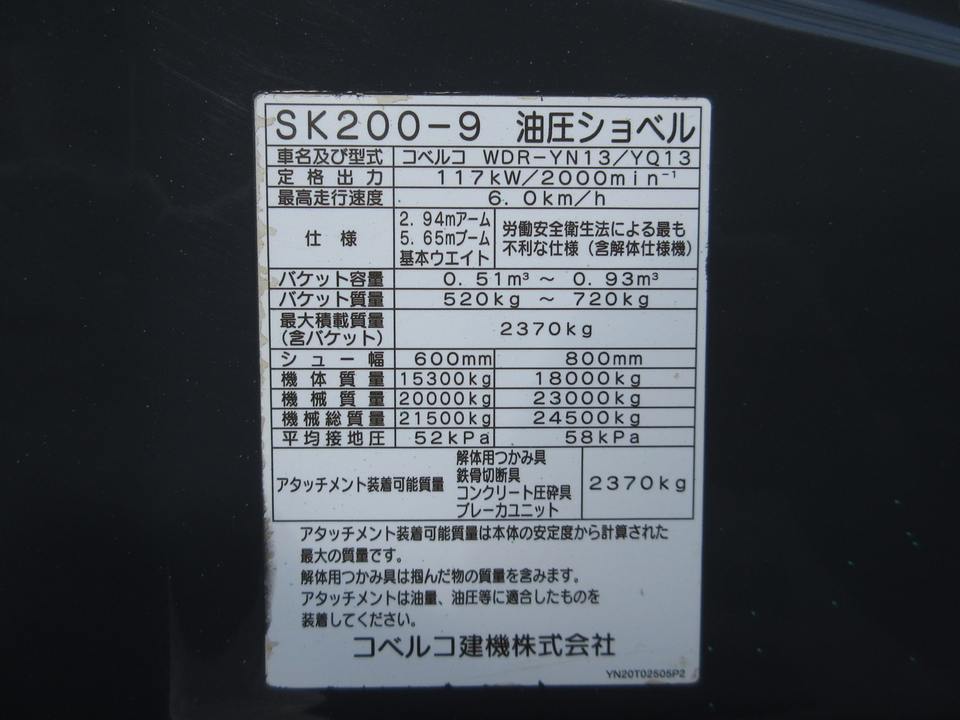 SK200-9 油圧ショベル
車名及び型式 コベルコ WDR-YN13/YQ13
定格出力 117kW/2000min⁻¹
最高走行速度 6.0km/h
仕様 2.94mアーム 5.65mブーム 基本ウエイト 労働安全衛生法による最も不利な仕様(含解体仕様機)
バケット容量 0.51m³ ~ 0.93m³
バケット質量 520kg ~ 720kg
最大積載質量(含バケット) 2370kg
シュー幅 600mm 800mm
機体質量 15300kg 18000kg
機械質量 20000kg 23000kg
機械総質量 21500kg 24500kg
平均接地圧 52kPa 58kPa
アタッチメント装着可能質量 解体用つかみ具 鉄骨切断具 コンクリート圧砕具 ブレーカユニット 2370kg
アタッチメント装着可能質量は本体の安定度から計算された
最大の質量です。
解体用つかみ具は掴んだ物の質量を含みます。
アタッチメントは油量、油圧等に適合したものを
装着してください。
コベルコ建機株式会社
YN20T02505P2